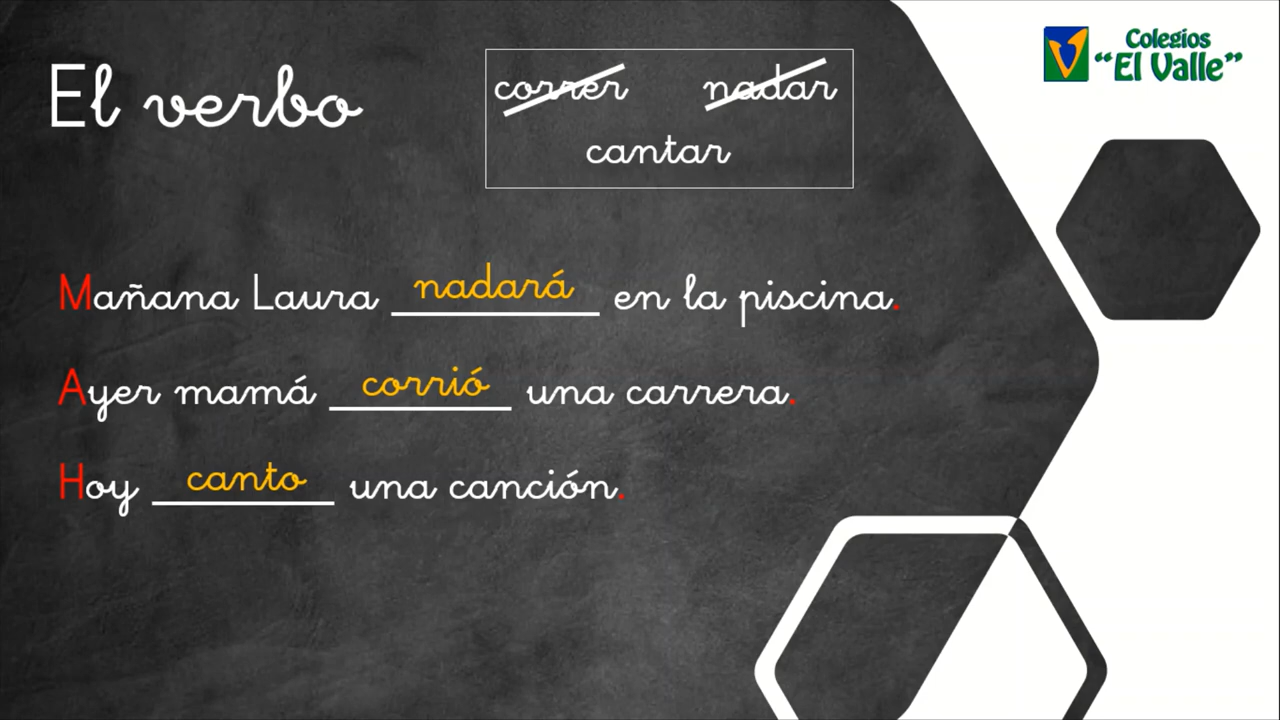 El verbo
correr nadar
cantar
Colegios
“El Valle”
Mañana Laura nadará en la piscina.
Ayer mamá corrió una carrera.
Hoy canto una canción.